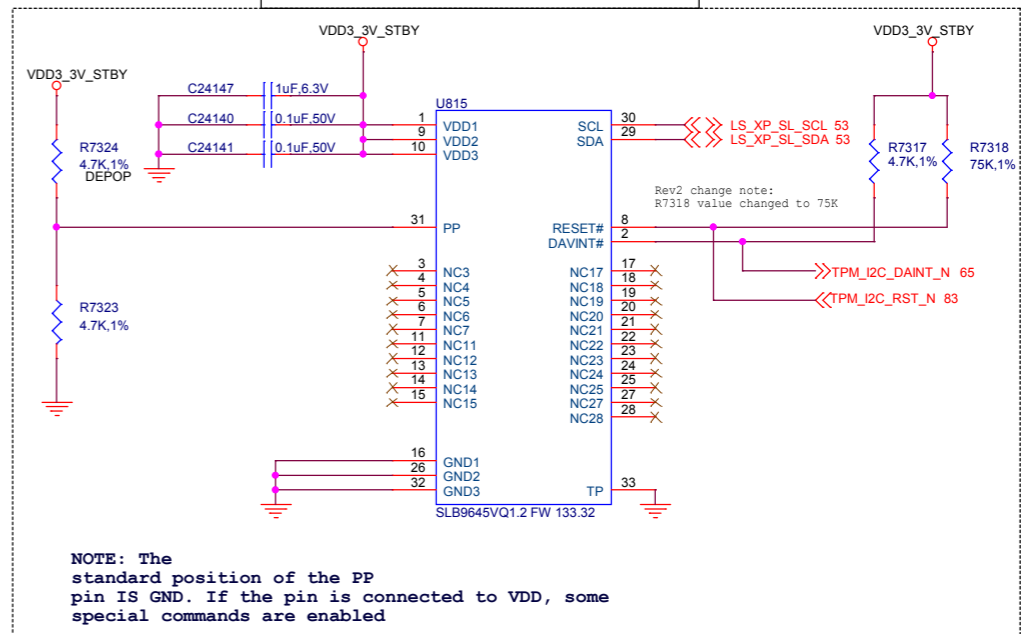 VDD3_3V_STBY
VDD3_3V_STBY
VDD3_3V_STBY
C24147 1uF,6.3V
C24140 0.1uF,50V
C24141 0.1uF,50V
R7324
4.7K,1%
DEPOP
R7323
4.7K,1%
U815
1 VDD1
9 VDD2
10 VDD3
31 PP
3 NC3
4 NC4
5 NC5
6 NC6
7 NC7
11 NC11
12 NC12
13 NC13
14 NC14
15 NC15
16 GND1
26 GND2
32 GND3
SCL 30
SDA 29
RESET# 8
DAVINT# 2
NC17 17
NC18 18
NC19 19
NC20 20
NC21 21
NC22 22
NC23 23
NC24 24
NC25 25
NC27 27
NC28 28
TP 33
SLB9645VQ1.2 FW 133.32
LS_XP_SL_SCL 53
LS_XP_SL_SDA 53
R7317
4.7K,1%
R7318
75K,1%
Rev2 change note:
R7318 value changed to 75K
TPM_I2C_DAINT_N 65
TPM_I2C_RST_N 83
NOTE: The
standard position of the PP
pin IS GND. If the pin is connected to VDD, some
special commands are enabled